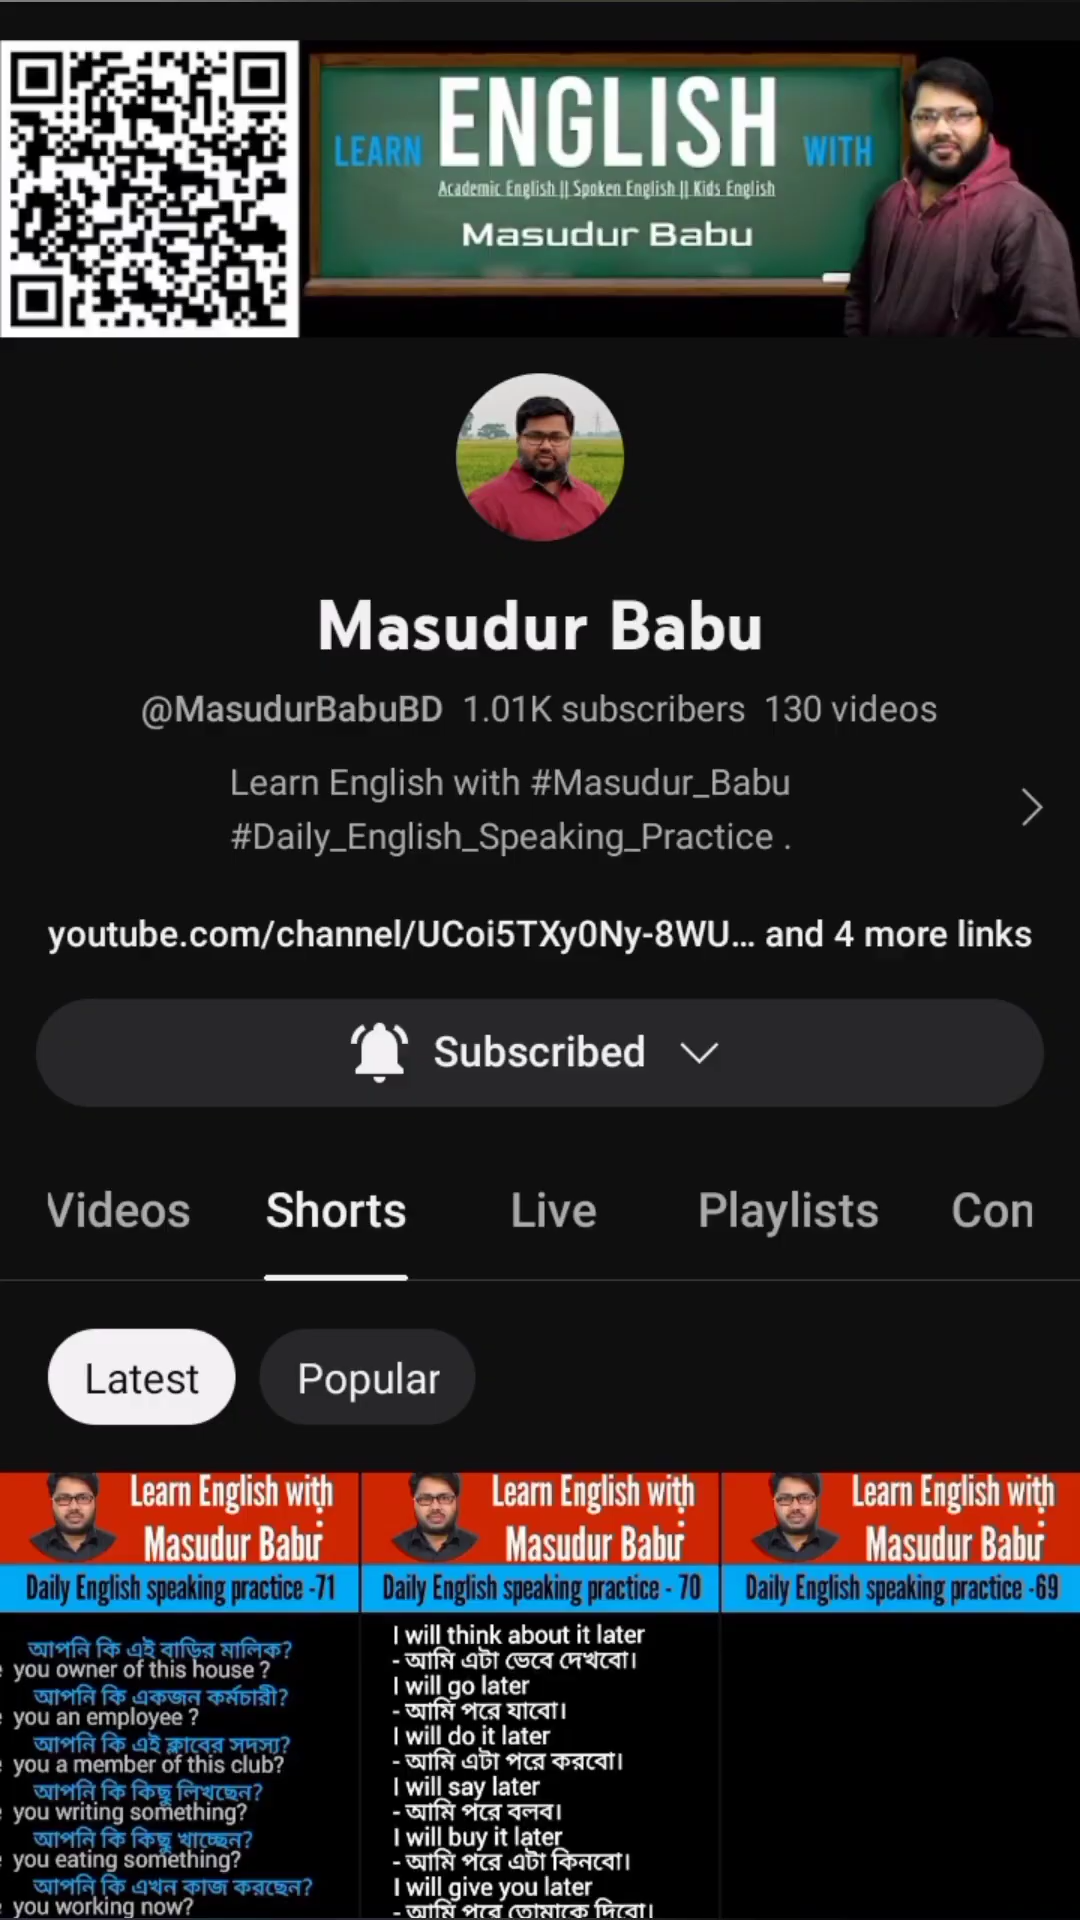 LEARN ENGLISH WITH
Academic English || Spoken English || Kids English
Masudur Babu
Masudur Babu
@MasudurBabuBD 1.01K subscribers 130 videos
Learn English with #Masudur_Babu
#Daily_English_Speaking_Practice .
youtube.com/channel/UCoi5TXy0Ny-8WU... and 4 more links
Subscribed
Videos Shorts Live Playlists Con
Latest Popular
Learn English with
Masudur Babu
Daily English speaking practice -71
আপনি কি এই বাড়ির মালিক?
you owner of this house ?
আপনি কি একজন কর্মচারী?
you an employee ?
আপনি কি এই ক্লাবের সদস্য?
you a member of this club?
আপনি কি কিছু লিখছেন?
you writing something?
আপনি কি কিছু খাচ্ছেন?
you eating something?
আপনি কি এখন কাজ করছেন?
you working now?
Learn English with
Masudur Babu
Daily English speaking practice - 70
I will think about it later
- আমি এটা ভেবে দেখবো।
I will go later
- আমি পরে যাবো।
I will do it later
- আমি এটা পরে করবো।
I will say later
- আমি পরে বলব।
I will buy it later
- আমি পরে এটা কিনবো।
I will give you later
- আমি পরে তোমাকে দিবো।
Learn English with
Masudur Babu
Daily English speaking practice -69